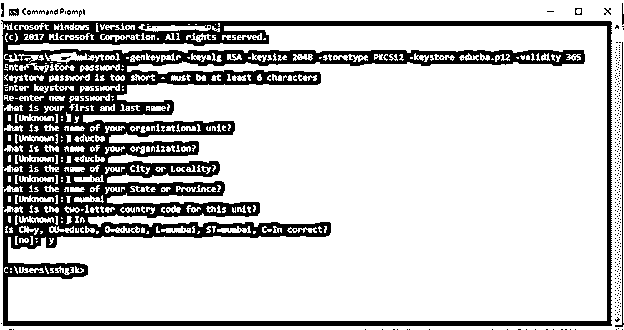 Command Prompt
Microsoft Windows [Version
(c) 2017 Microsoft Corporation. All rights reserved.
keytool -genkeypair -keyalg RSA -keysize 2048 -storetype PKCS12 -keystore educba.p12 -validity 365
Enter keystore password:
Keystore password is too short - must be at least 6 characters
Enter keystore password:
Re-enter new password:
What is your first and last name?
[Unknown]: y
What is the name of your organizational unit?
[Unknown]: educba
What is the name of your organization?
[Unknown]: educba
What is the name of your City or Locality?
[Unknown]: mumbai
What is the name of your State or Province?
[Unknown]: mumbai
What is the two-letter country code for this unit?
[Unknown]: In
Is CN=y, OU=educba, O=educba, L=mumbai, ST=mumbai, C=In correct?
[no]: y
C:\Users\sshg3k>